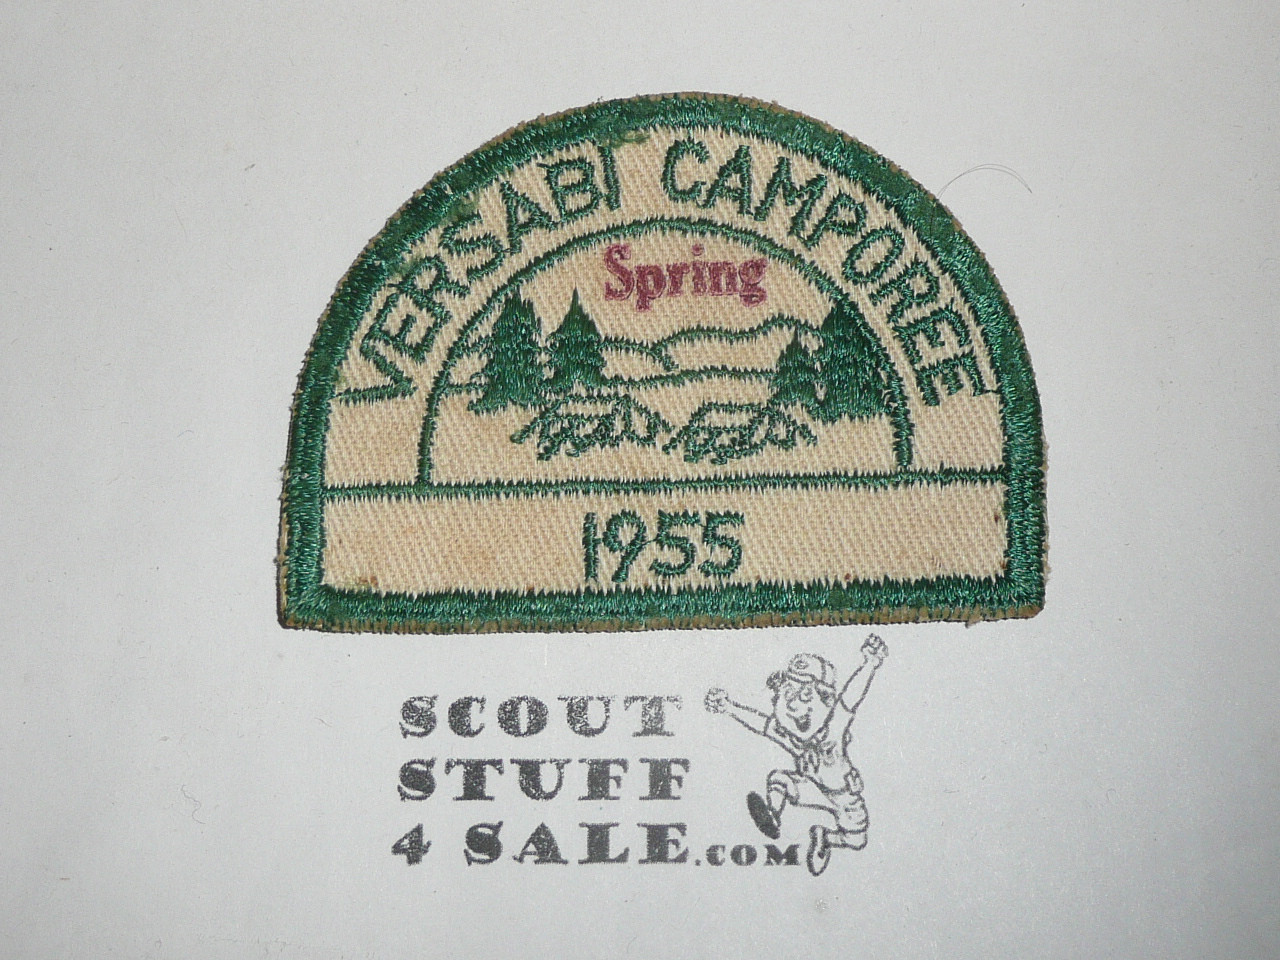 VERSABI CAMPOREE
Spring
1955
SCOUT
STUFF
4 SALE.COM